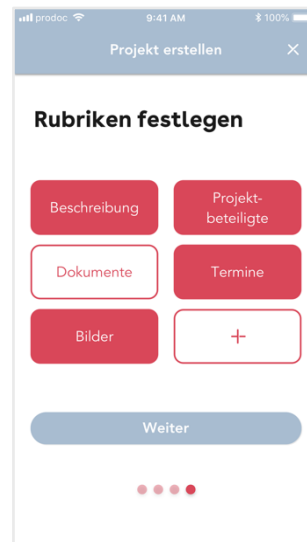 prodoc 9:41 AM 100%
Projekt erstellen ×
Rubriken festlegen
Beschreibung
Projekt-
beteiligte
Dokumente
Termine
Bilder
+
Weiter